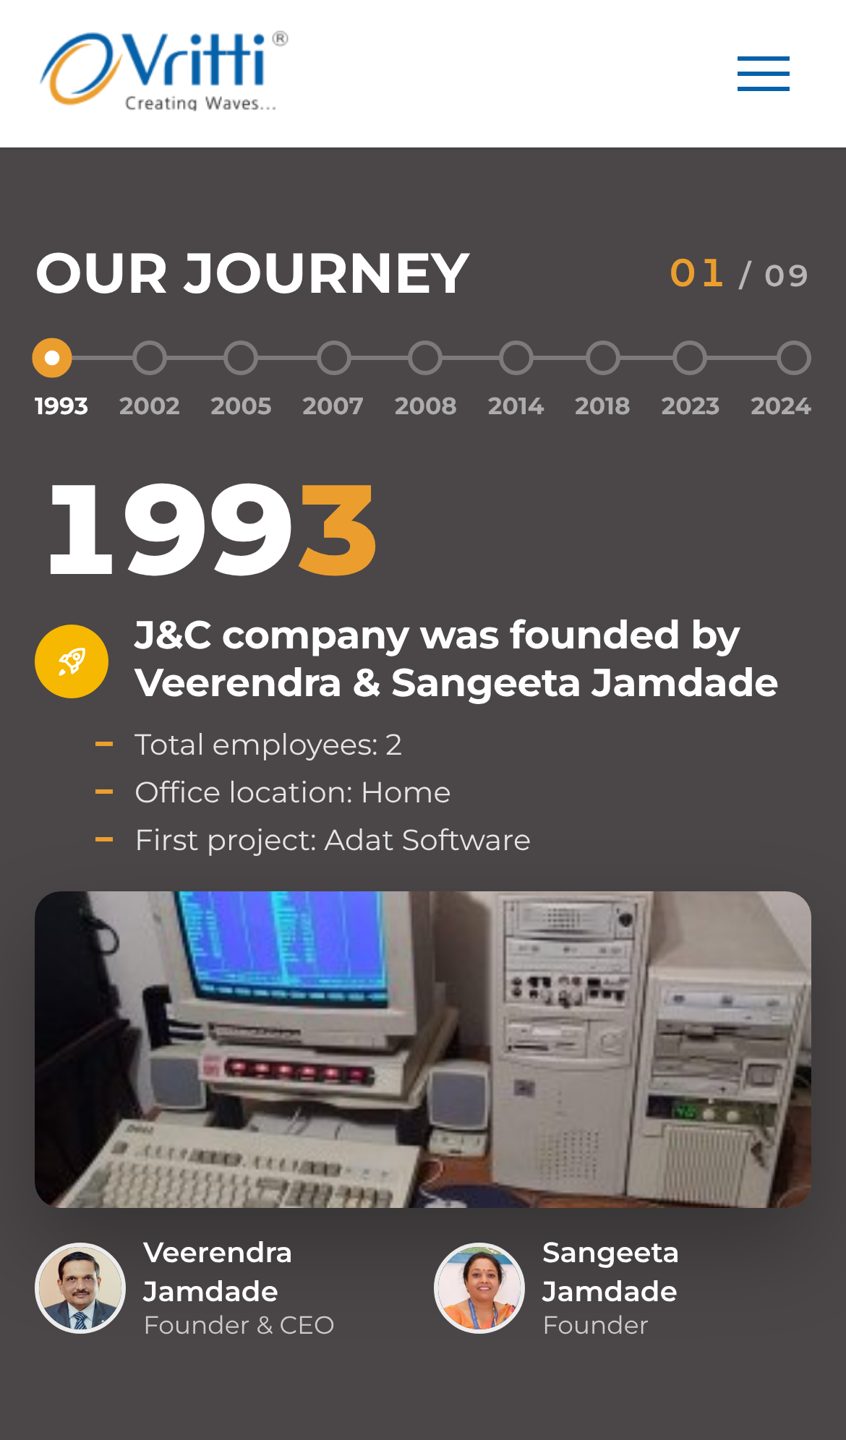 Vritti®
Creating Waves...
OUR JOURNEY
01 / 09
1993 2002 2005 2007 2008 2014 2018 2023 2024
1993
J&C company was founded by
Veerendra & Sangeeta Jamdade
Total employees: 2
Office location: Home
First project: Adat Software
DELL
Veerendra
Jamdade
Founder & CEO
Sangeeta
Jamdade
Founder